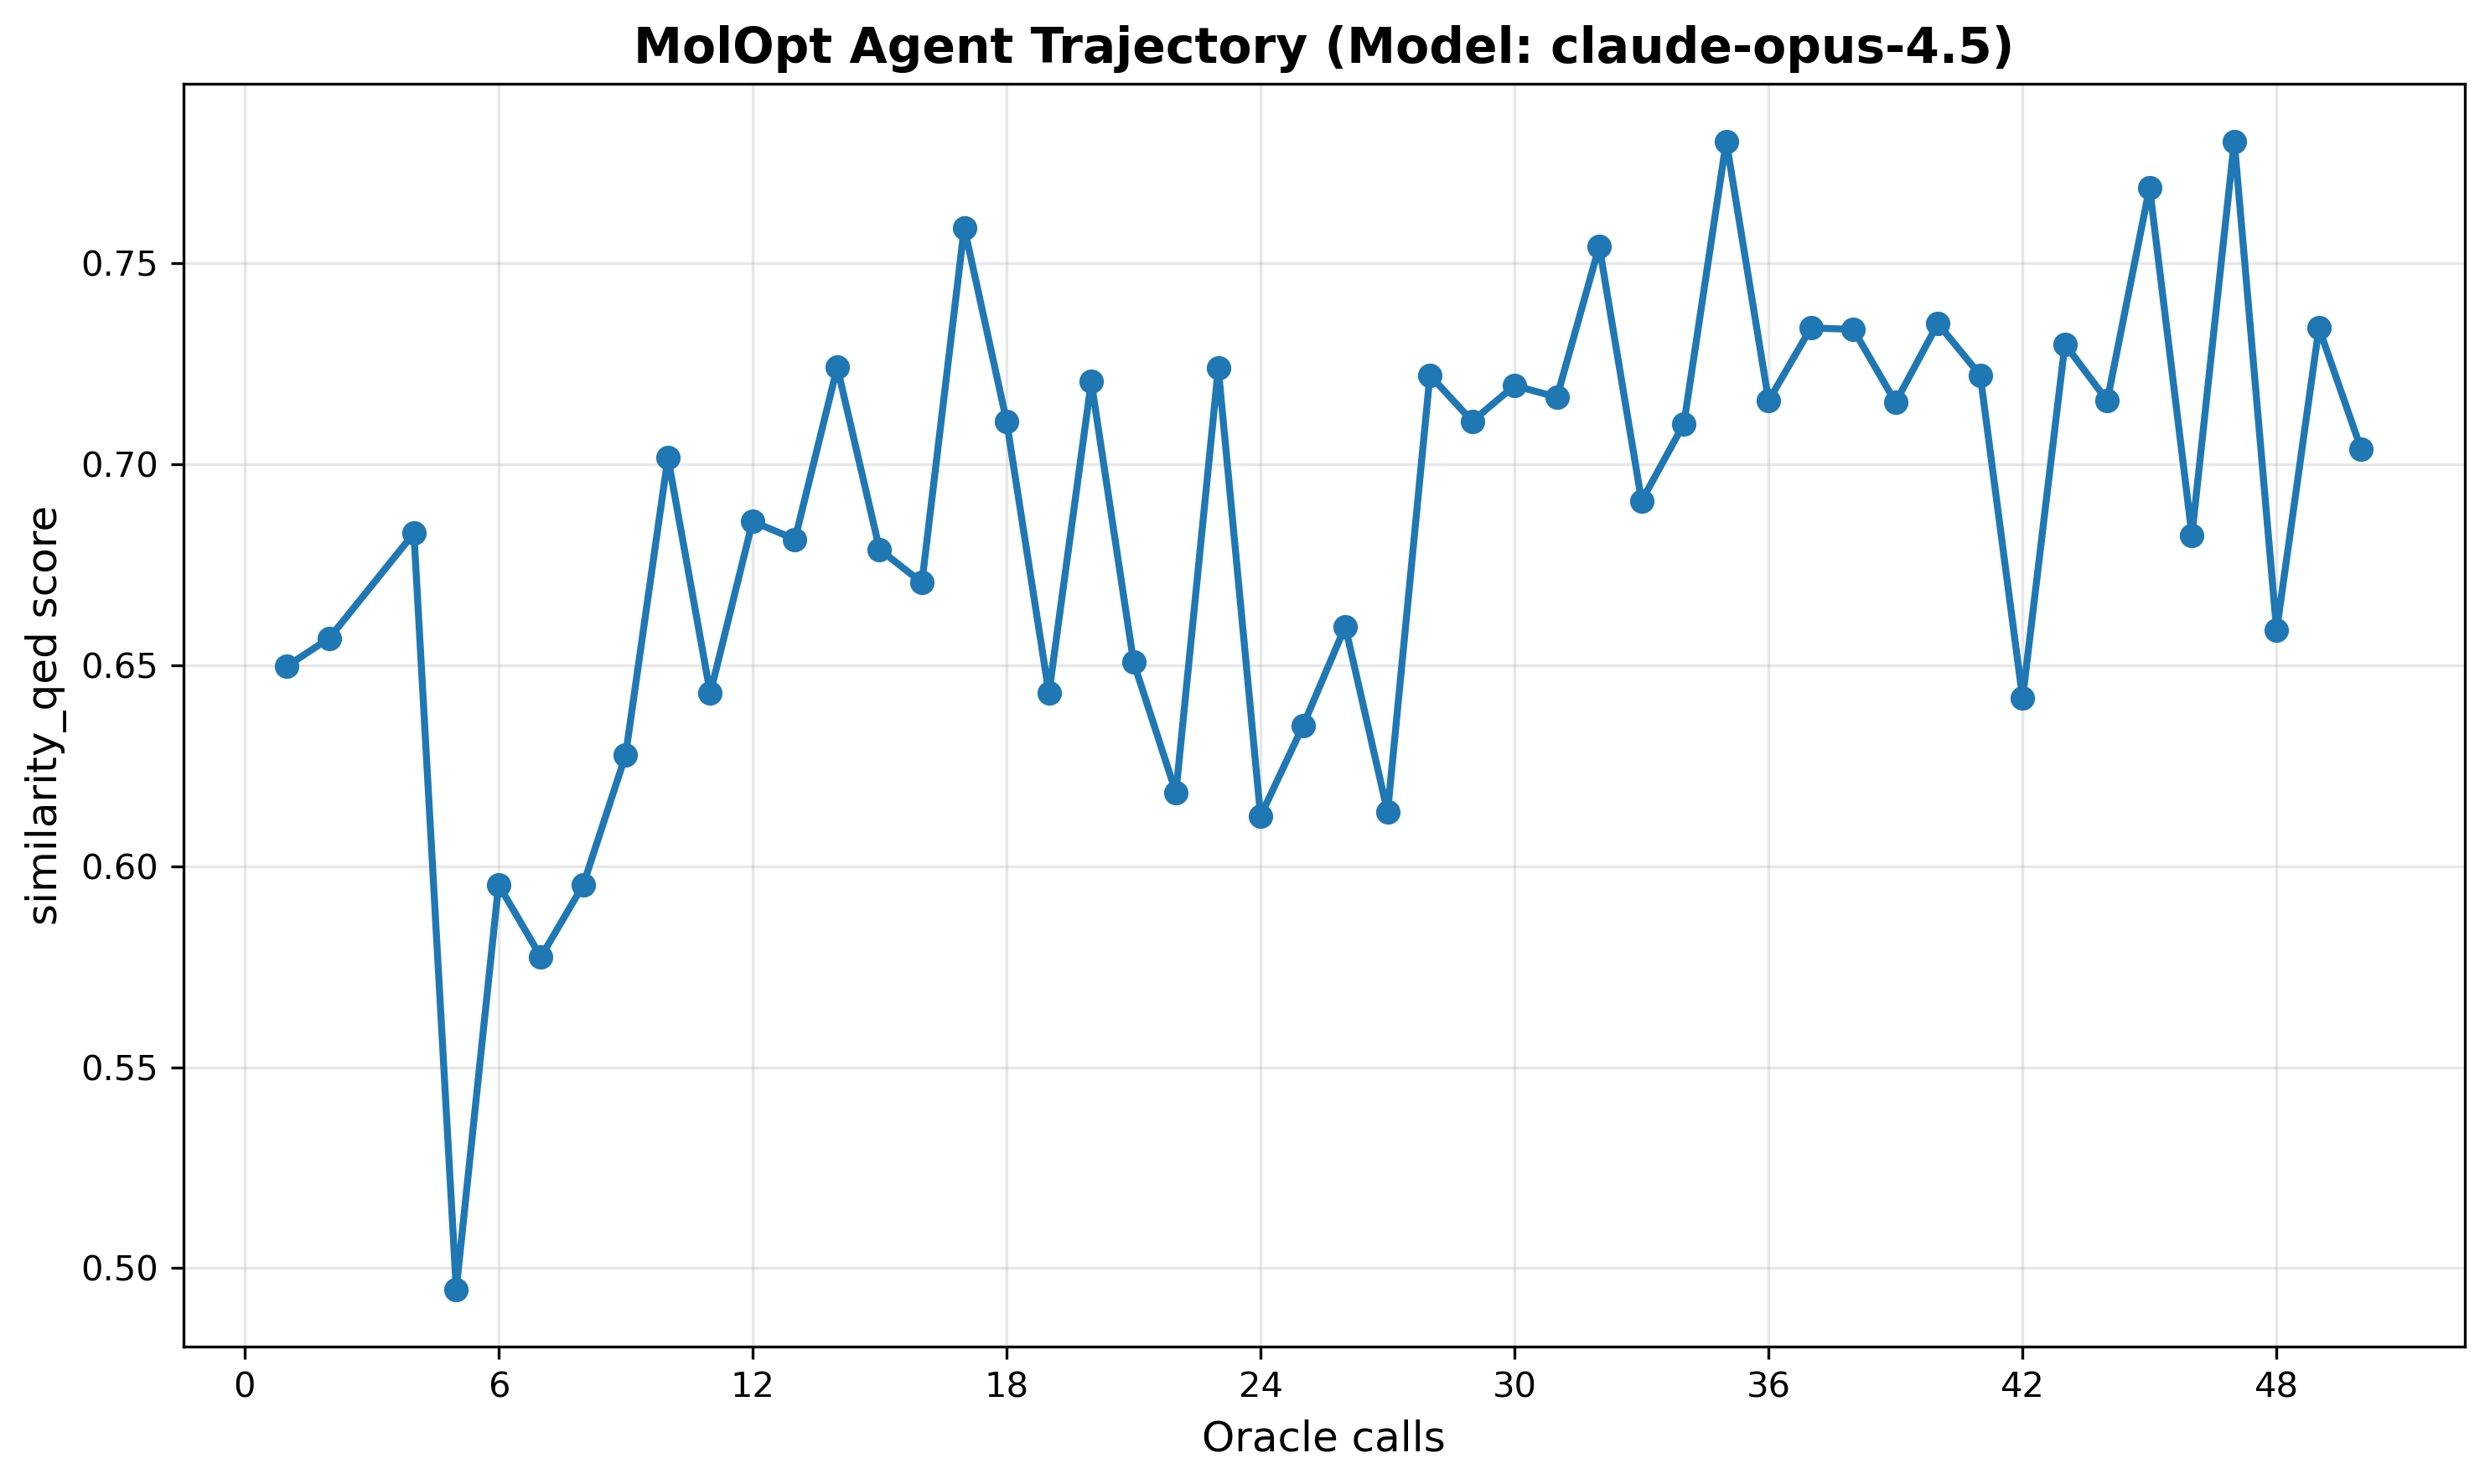 MolOpt Agent Trajectory (Model: claude-opus-4.5)
similarity_qed score
0.75
0.70
0.65
0.60
0.55
0.50
0 6 12 18 24 30 36 42 48
Oracle calls